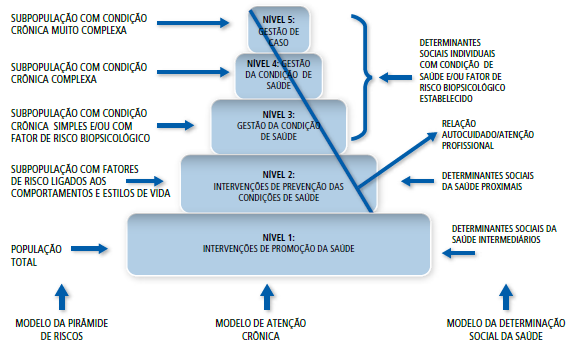 SUBPOPULAÇÃO COM CONDIÇÃO
CRÔNICA MUITO COMPLEXA
SUBPOPULAÇÃO COM CONDIÇÃO
CRÔNICA COMPLEXA
SUBPOPULAÇÃO COM CONDIÇÃO
CRÔNICA SIMPLES E/OU COM
FATOR DE RISCO BIOPSICOLÓGICO
SUBPOPULAÇÃO COM FATORES
DE RISCO LIGADOS AOS
COMPORTAMENTOS E ESTILOS DE VIDA
POPULAÇÃO
TOTAL
NÍVEL 5:
GESTÃO DE
CASO
NÍVEL 4: GESTÃO
DA CONDIÇÃO DE
SAÚDE
NÍVEL 3:
GESTÃO DA CONDIÇÃO
DE SAÚDE
NÍVEL 2:
INTERVENÇÕES DE PREVENÇÃO DAS
CONDIÇÕES DE SAÚDE
NÍVEL 1:
INTERVENÇÕES DE PROMOÇÃO DA SAÚDE
DETERMINANTES
SOCIAIS INDIVIDUAIS
COM CONDIÇÃO DE
SAÚDE E/OU FATOR DE
RISCO BIOPSICOLÓGICO
ESTABELECIDO
RELAÇÃO
AUTOCUIDADO/ATENÇÃO
PROFISSIONAL
DETERMINANTES SOCIAIS
DA SAÚDE PROXIMAIS
DETERMINANTES SOCIAIS DA
SAÚDE INTERMEDIÁRIOS
MODELO DA PIRÂMIDE
DE RISCOS
MODELO DE ATENÇÃO
CRÔNICA
MODELO DA DETERMINAÇÃO
SOCIAL DA SAÚDE